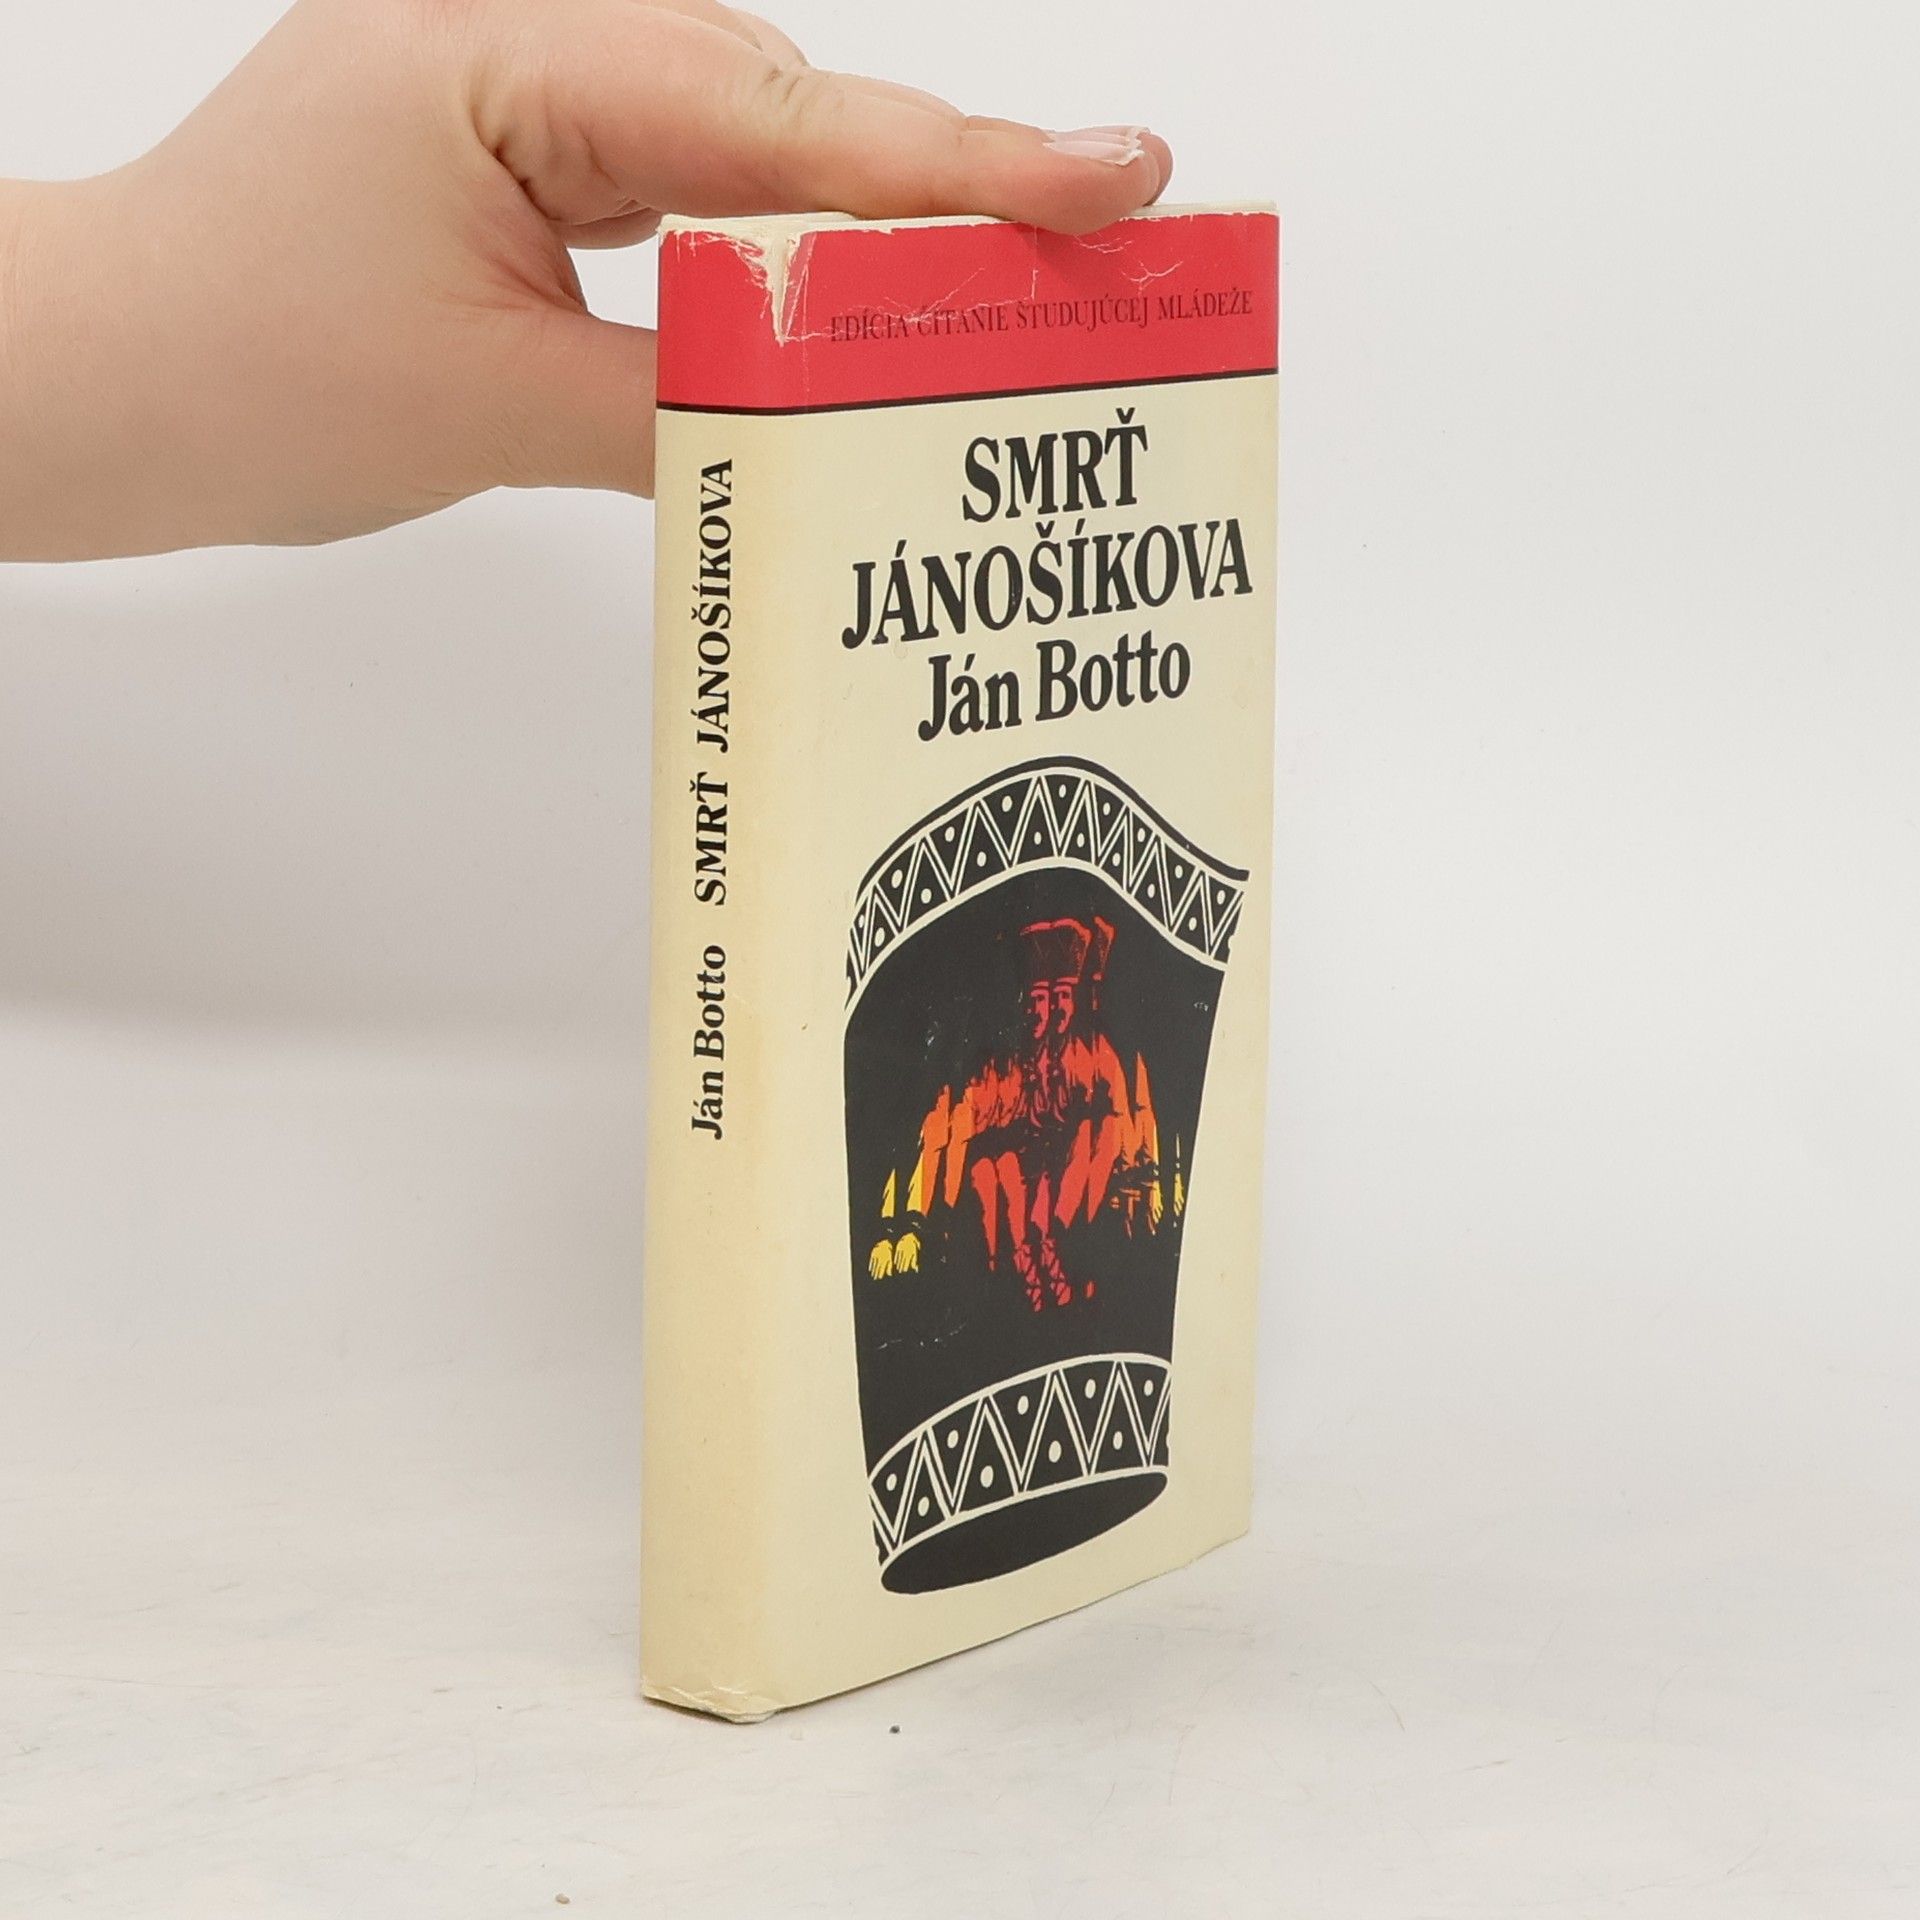 EDÍCIA ČÍTANIE ŠTUDUJÚCEJ MLÁDEŽE
SMRŤ
JÁNOŠÍKOVA
Ján Botto
Ján Botto SMRŤ JÁNOŠÍKOVA